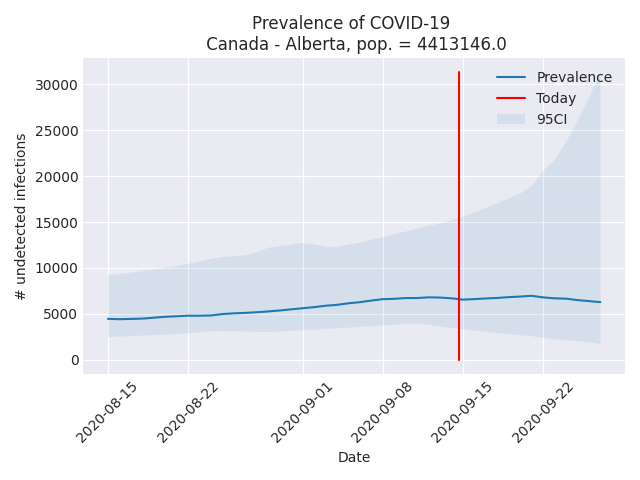 Prevalence of COVID-19
Canada - Alberta, pop. = 4413146.0
30000
25000
20000
15000
10000
5000
0
# undetected infections
Prevalence
Today
95CI
2020-08-15
2020-08-22
2020-09-01
2020-09-08
2020-09-15
2020-09-22
Date